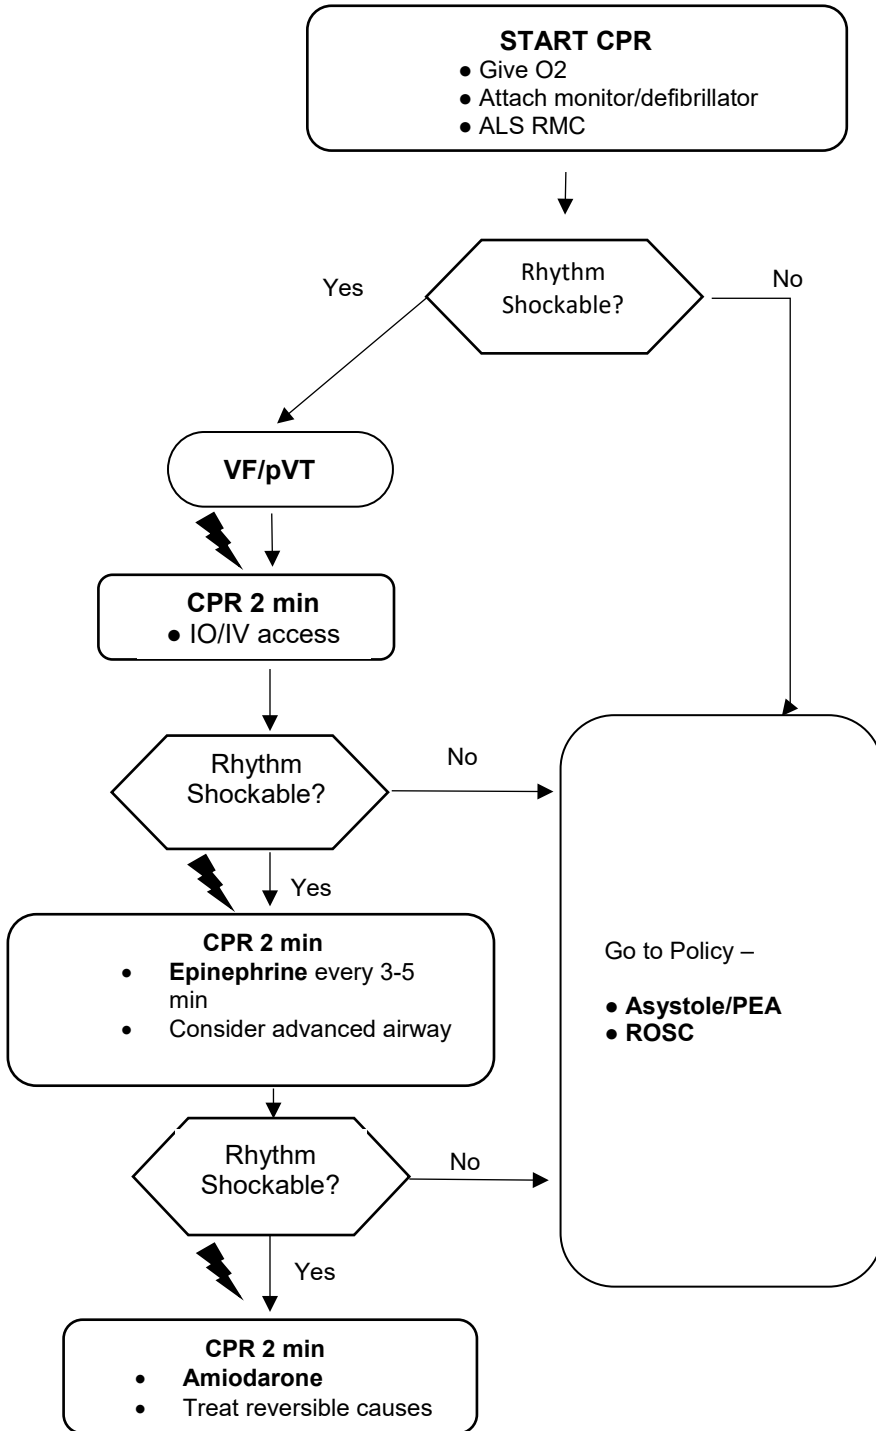 START CPR
● Give O2
● Attach monitor/defibrillator
● ALS RMC
Rhythm
Shockable?
Yes
No
VF/pVT
CPR 2 min
● IO/IV access
Rhythm
Shockable?
No
Yes
CPR 2 min
● Epinephrine every 3-5
min
● Consider advanced airway
Go to Policy –
● Asystole/PEA
● ROSC
Rhythm
Shockable?
No
Yes
CPR 2 min
● Amiodarone
● Treat reversible causes